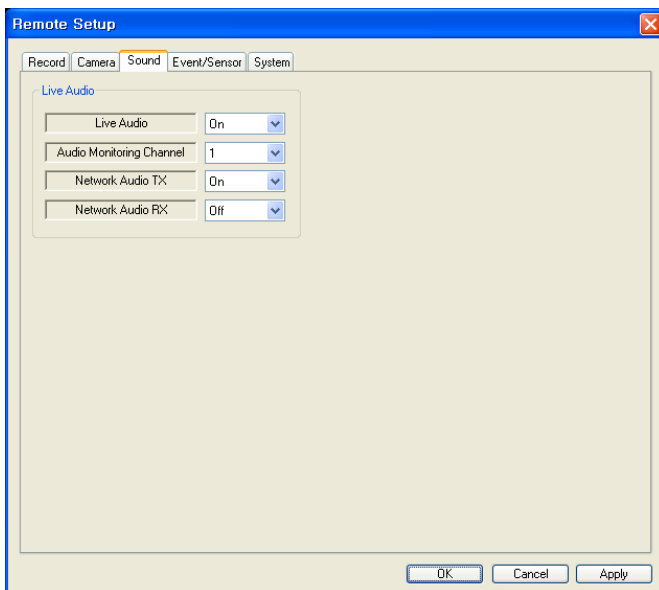 Remote Setup
Record Camera Sound Event/Sensor System
Live Audio
Live Audio On
Audio Monitoring Channel 1
Network Audio TX On
Network Audio RX Off
OK Cancel Apply